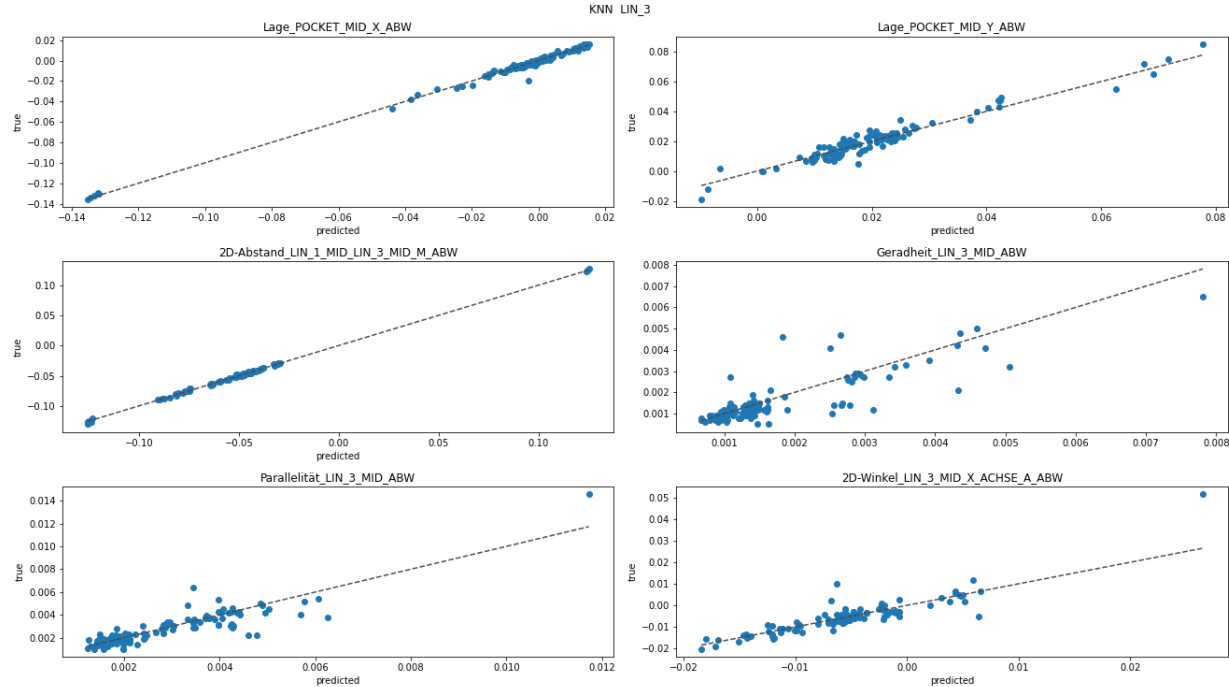 KNN LIN_3
Lage_POCKET_MID_X_ABW
0.02
0.00
−0.02
−0.04
−0.06
−0.08
−0.10
−0.12
−0.14
true
−0.14 −0.12 −0.10 −0.08 −0.06 −0.04 −0.02 0.00 0.02
predicted
Lage_POCKET_MID_Y_ABW
0.08
0.06
0.04
0.02
0.00
−0.02
true
0.00 0.02 0.04 0.06 0.08
predicted
2D-Abstand_LIN_1_MID_LIN_3_MID_M_ABW
0.10
0.05
0.00
−0.05
−0.10
true
−0.10 −0.05 0.00 0.05 0.10
predicted
Geradheit_LIN_3_MID_ABW
0.008
0.007
0.006
0.005
0.004
0.003
0.002
0.001
true
0.001 0.002 0.003 0.004 0.005 0.006 0.007 0.008
predicted
Parallelität_LIN_3_MID_ABW
0.014
0.012
0.010
0.008
0.006
0.004
0.002
true
0.002 0.004 0.006 0.008 0.010 0.012
predicted
2D-Winkel_LIN_3_MID_X_ACHSE_A_ABW
0.05
0.04
0.03
0.02
0.01
0.00
−0.01
−0.02
true
−0.02 −0.01 0.00 0.01 0.02
predicted